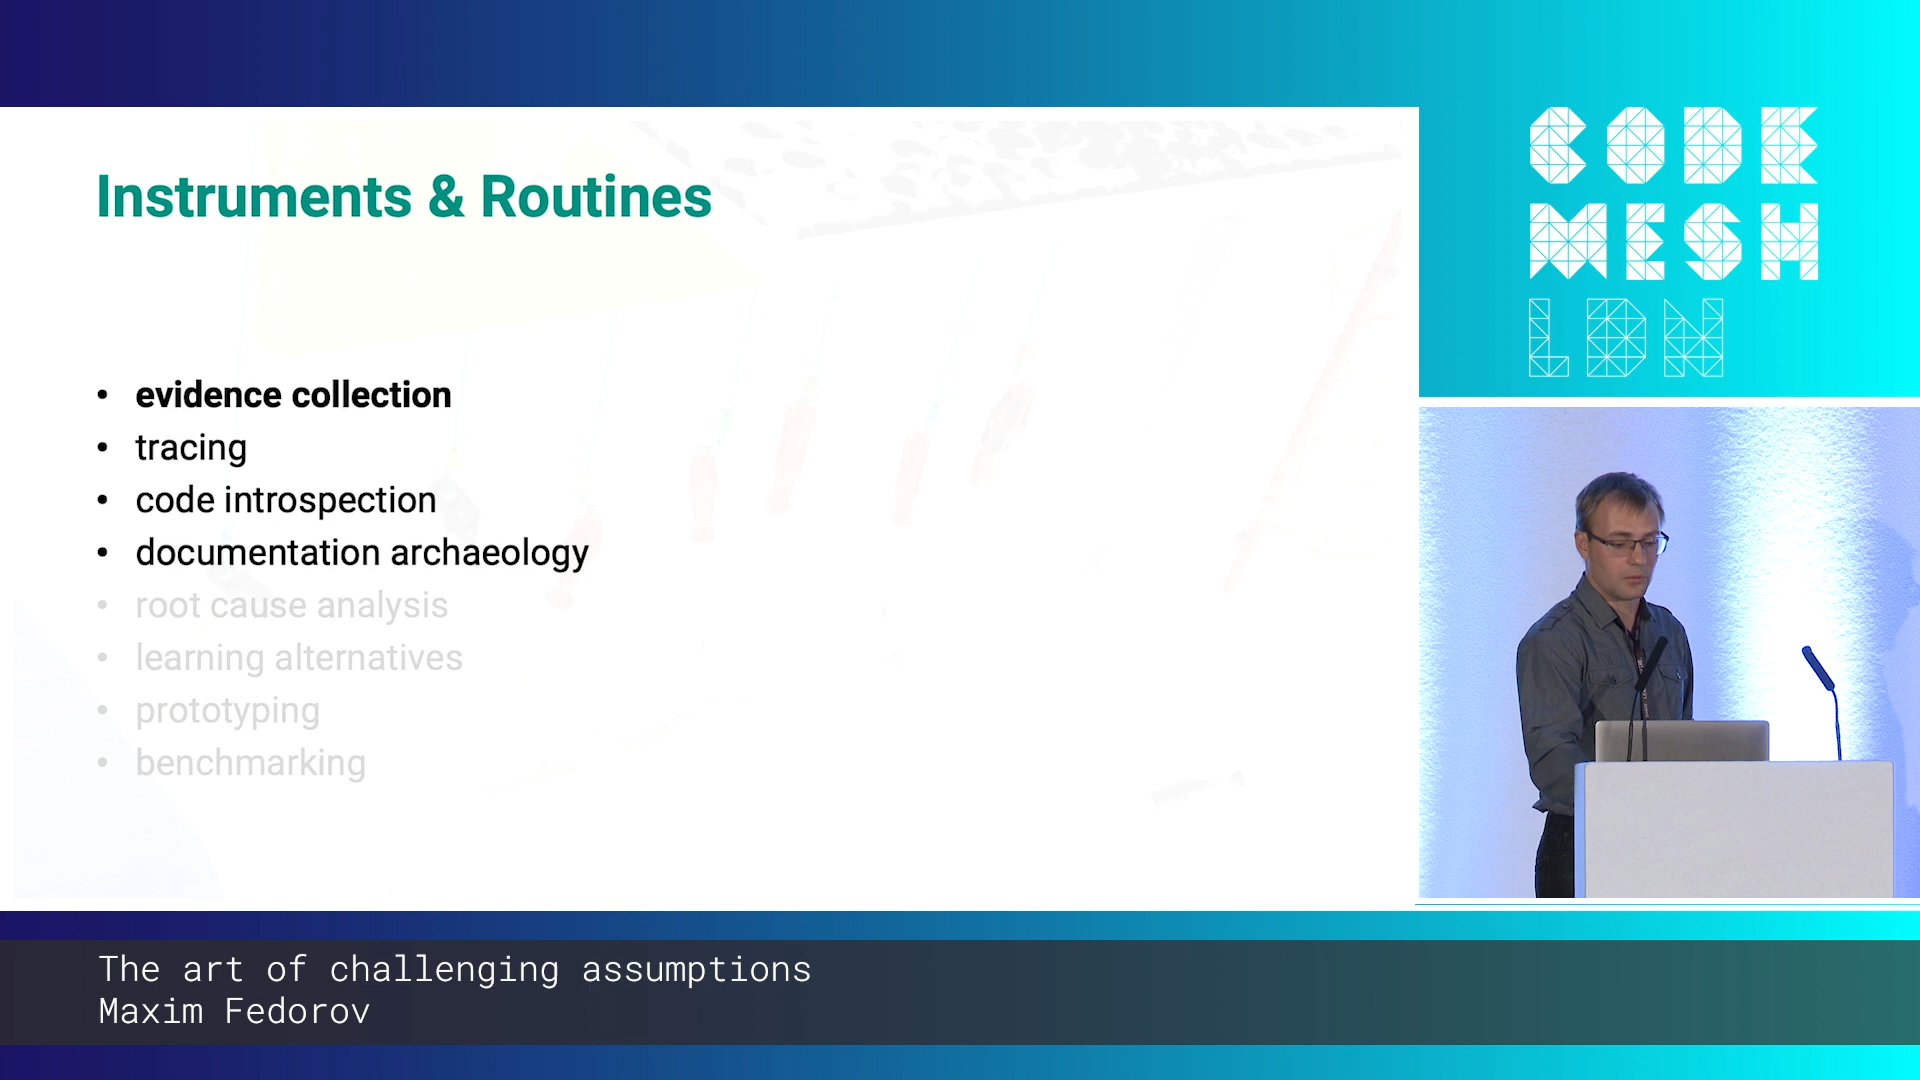 Instruments & Routines
• evidence collection
• tracing
• code introspection
• documentation archaeology
• root cause analysis
• learning alternatives
• prototyping
• benchmarking
CODE
MESH
LDN
The art of challenging assumptions
Maxim Fedorov